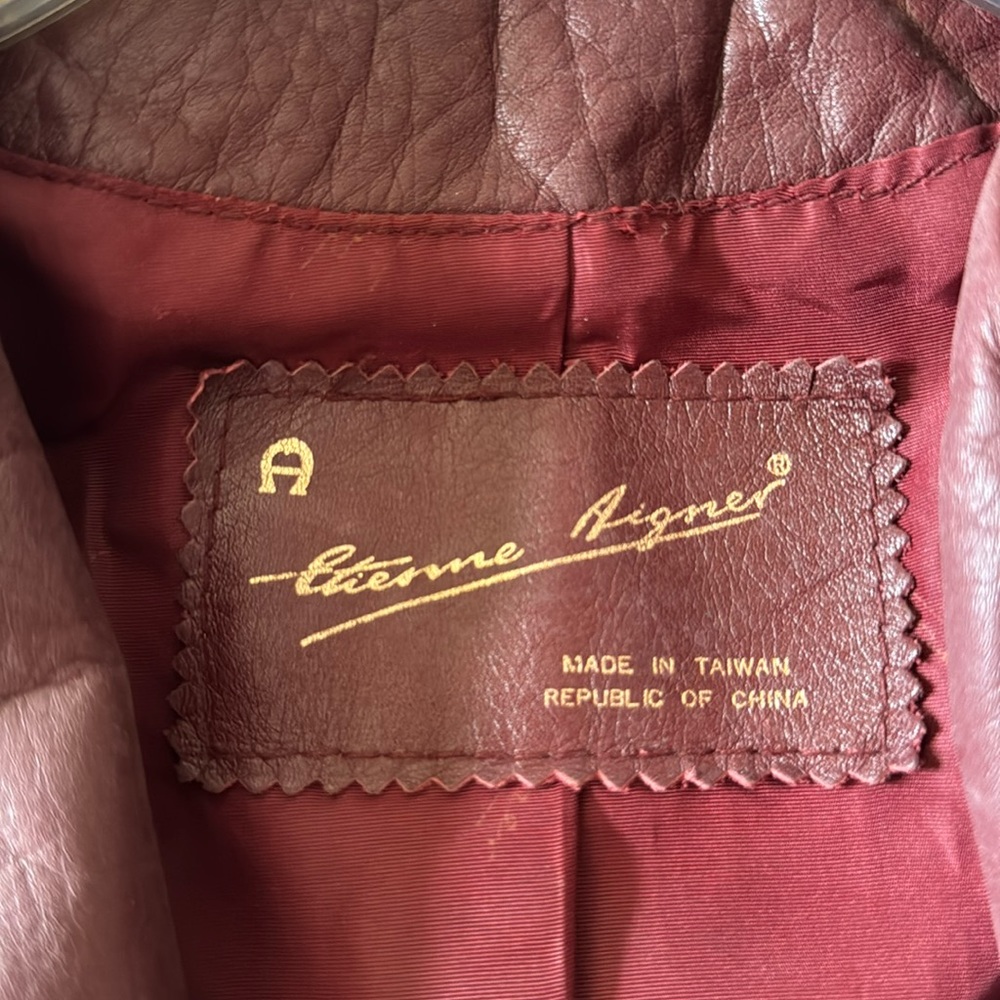 A
Etienne Aigner®
MADE IN TAIWAN
REPUBLIC OF CHINA